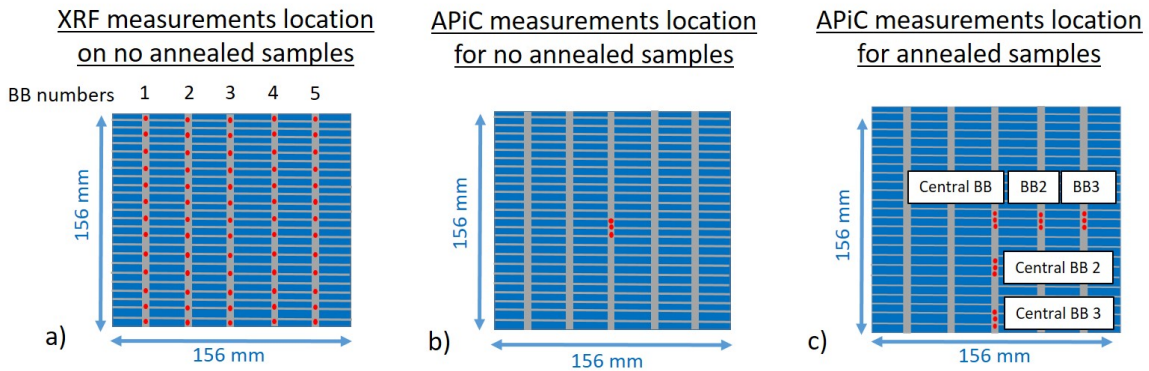 XRF measurements location
on no annealed samples
BB numbers 1 2 3 4 5
156 mm
a)
156 mm
APiC measurements location
for no annealed samples
156 mm
b)
156 mm
APiC measurements location
for annealed samples
Central BB BB2 BB3
156 mm
Central BB 2
Central BB 3
c)
156 mm